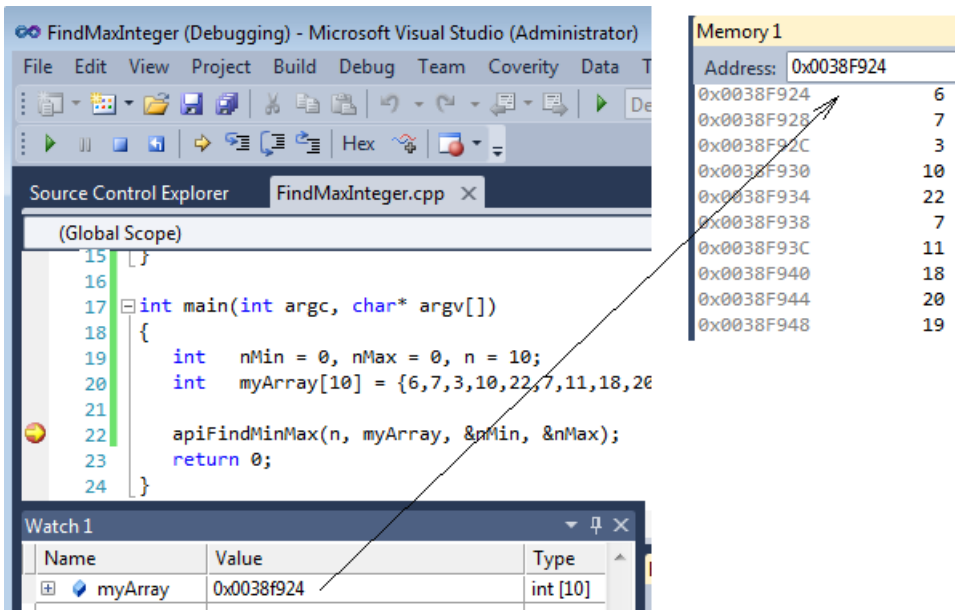 FindMaxInteger (Debugging) - Microsoft Visual Studio (Administrator)
File Edit View Project Build Debug Team Coverity Data T
De
Hex
Source Control Explorer FindMaxInteger.cpp
(Global Scope)
15 }
16
17 int main(int argc, char* argv[])
18 {
19 int nMin = 0, nMax = 0, n = 10;
20 int myArray[10] = {6,7,3,10,22,7,11,18,20
21
22 apiFindMinMax(n, myArray, &nMin, &nMax);
23 return 0;
24 }
Watch 1
Name Value Type
myArray 0x0038f924 int [10]
Memory 1
Address: 0x0038F924
0x0038F924 6
0x0038F928 7
0x0038F92C 3
0x0038F930 10
0x0038F934 22
0x0038F938 7
0x0038F93C 11
0x0038F940 18
0x0038F944 20
0x0038F948 19